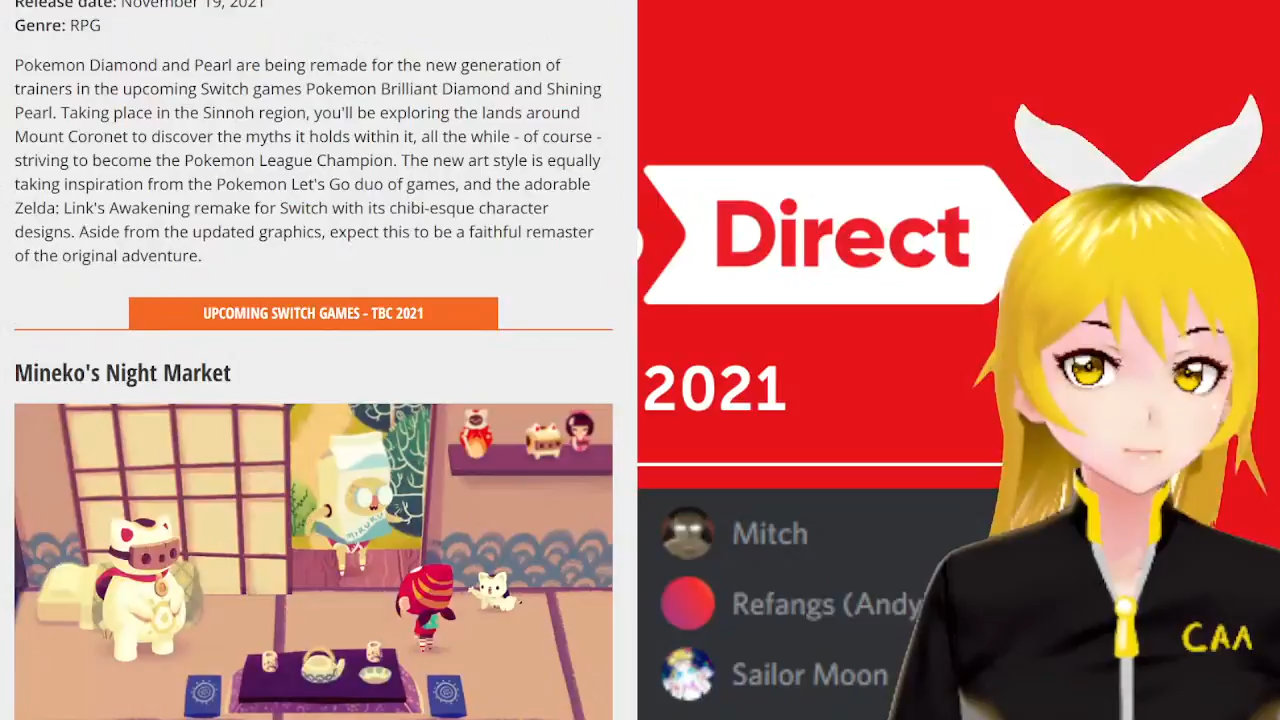 Release date: November 19, 2021
Genre: RPG
Pokemon Diamond and Pearl are being remade for the new generation of
trainers in the upcoming Switch games Pokemon Brilliant Diamond and Shining
Pearl. Taking place in the Sinnoh region, you'll be exploring the lands around
Mount Coronet to discover the myths it holds within it, all the while - of course -
striving to become the Pokemon League Champion. The new art style is equally
taking inspiration from the Pokemon Let's Go duo of games, and the adorable
Zelda: Link's Awakening remake for Switch with its chibi-esque character
designs. Aside from the updated graphics, expect this to be a faithful remaster
of the original adventure.
UPCOMING SWITCH GAMES - TBC 2021
Mineko's Night Market
MIRUKU
Direct
2021
Mitch
Refangs (Andy
Sailor Moon
CAA